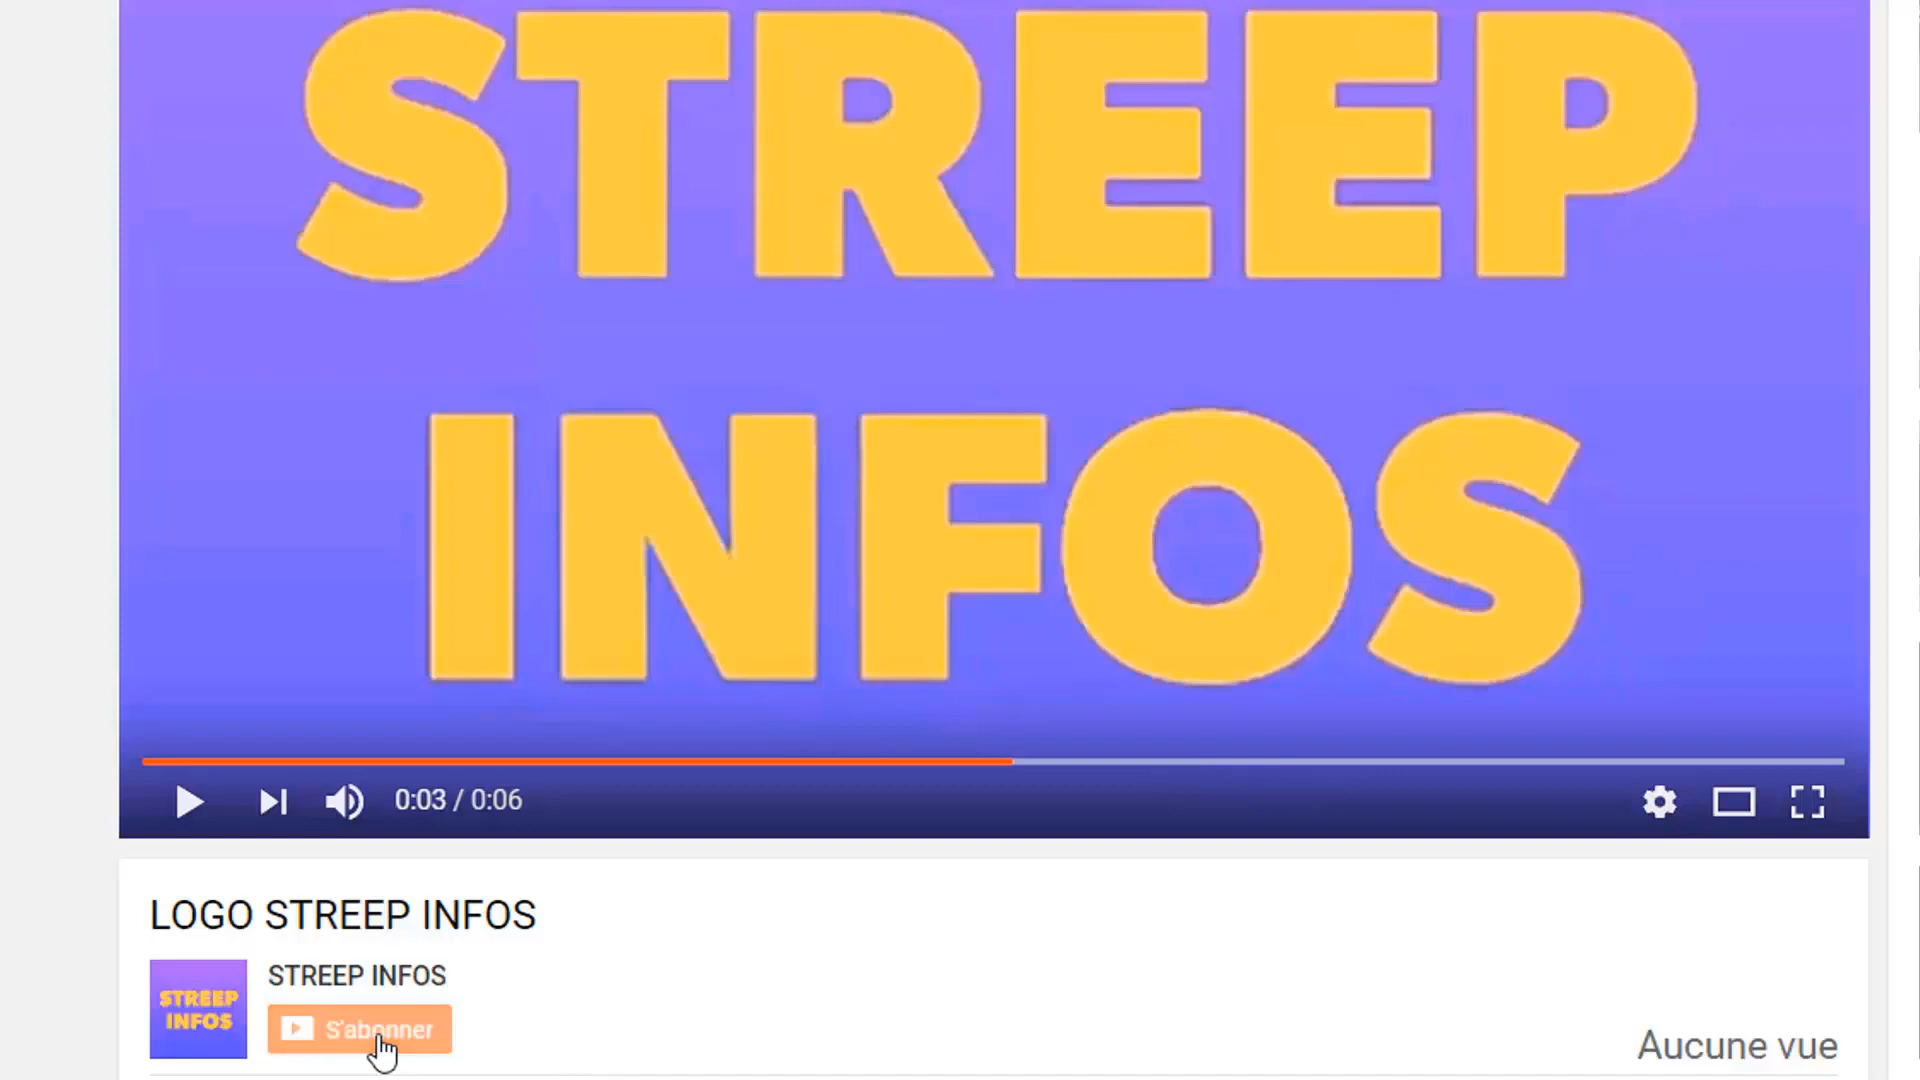 STREEP
INFOS
0:03 / 0:06
LOGO STREEP INFOS
STREEP INFOS
STREEP
INFOS
S'abonner
Aucune vue